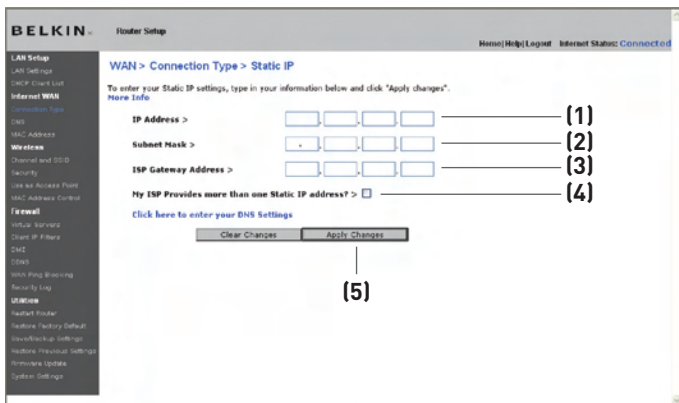 BELKIN
Router Setup
Home|Help|Logout Internet Status: Connected
LAN Setup
LAN Settings
DHCP Client List
Internet WAN
Connection Type
DNS
MAC Address
Wireless
Channel and SSID
Security
Use as Access Point
MAC Address Control
Firewall
Virtual Servers
Client IP Filters
DMZ
DDNS
WAN Ping Blocking
Security Log
Utilities
Restart Router
Restore Factory Default
Save/Backup Settings
Restore Previous Settings
Firmware Update
System Settings
WAN > Connection Type > Static IP
To enter your Static IP settings, type in your information below and click "Apply changes".
More Info
IP Address >
(1)
Subnet Mask >
(2)
ISP Gateway Address >
(3)
My ISP Provides more than one Static IP address? >
(4)
Click here to enter your DNS Settings
Clear Changes
Apply Changes
(5)